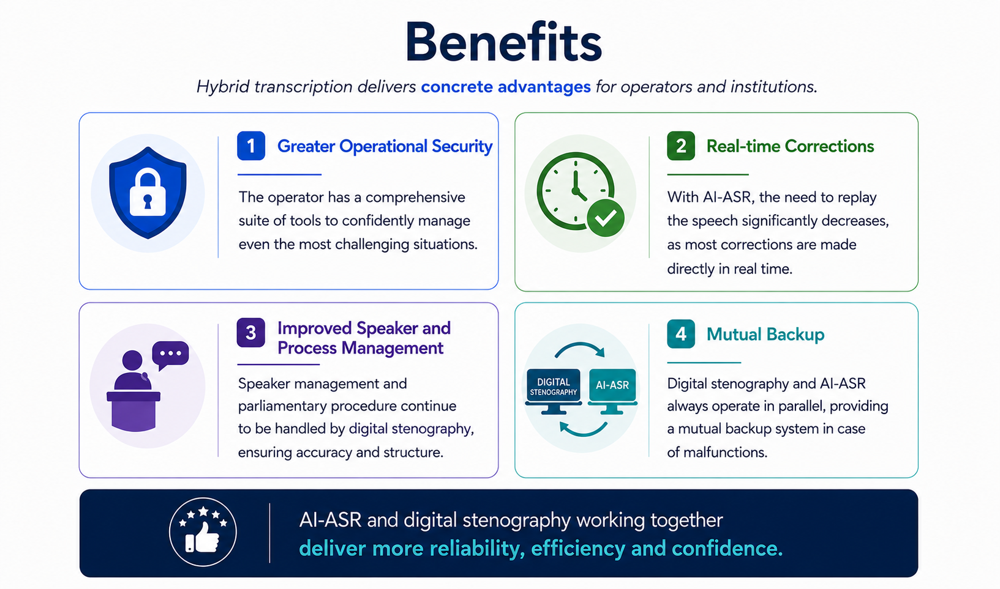 Benefits
Hybrid transcription delivers concrete advantages for operators and institutions.
1 Greater Operational Security
The operator has a comprehensive
suite of tools to confidently manage
even the most challenging situations.
2 Real-time Corrections
With AI-ASR, the need to replay
the speech significantly decreases,
as most corrections are made
directly in real time.
3 Improved Speaker and
Process Management
Speaker management and
parliamentary procedure continue
to be handled by digital stenography,
ensuring accuracy and structure.
DIGITAL
STENOGRAPHY
AI-ASR
4 Mutual Backup
Digital stenography and AI-ASR
always operate in parallel, providing
a mutual backup system in case
of malfunctions.
AI-ASR and digital stenography working together
deliver more reliability, efficiency and confidence.